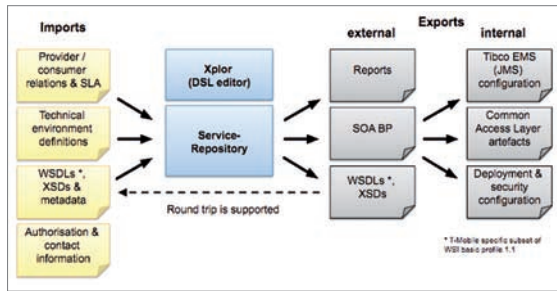 Imports
Exports
external
internal
Provider /
consumer
relations & SLA
Technical
environment
definitions
WSDLs *,
XSDs &
metadata
Authorisation &
contact
information
Xplor
(DSL editor)
Service-
Repository
Round trip is supported
Reports
SOA BP
WSDLs *,
XSDs
Tibco EMS
(JMS)
configuration
Common
Access Layer
artefacts
Deployment &
security
configuration
* T-Mobile specific subset of
WSI basic profile 1.1